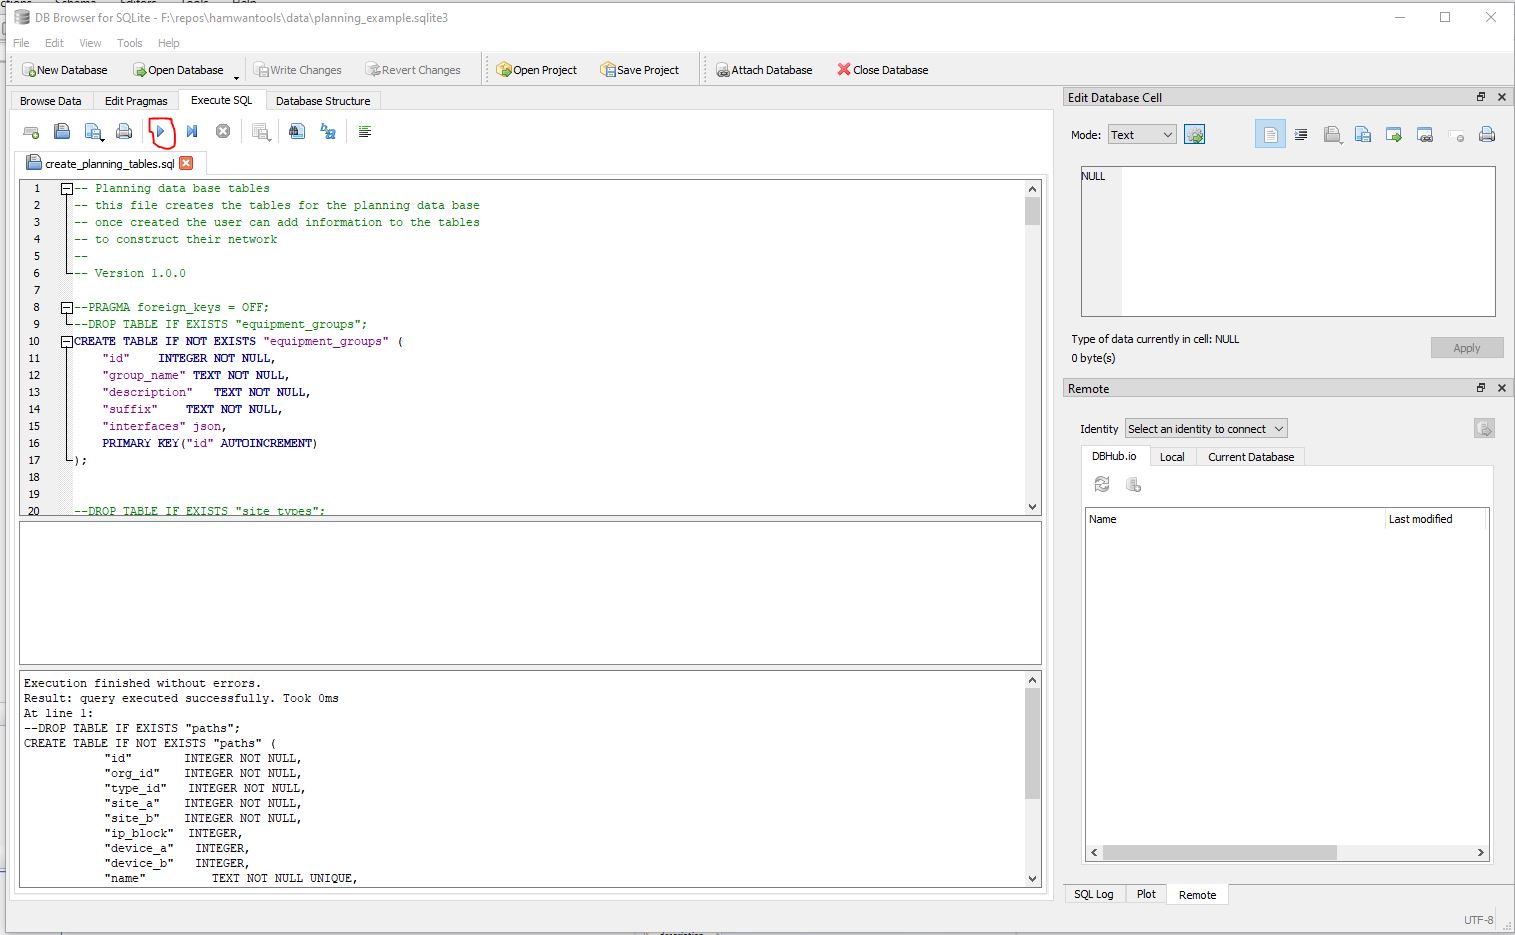 DB Browser for SQLite - F:\repos\hamwantools\data\planning_example.sqlite3
File Edit View Tools Help
New Database Open Database Write Changes Revert Changes Open Project Save Project Attach Database Close Database
Browse Data Edit Pragmas Execute SQL Database Structure
create_planning_tables.sql
1 -- Planning data base tables
2 -- this file creates the tables for the planning data base
3 -- once created the user can add information to the tables
4 -- to construct their network
5 --
6 -- Version 1.0.0
7
8 --PRAGMA foreign_keys = OFF;
9 --DROP TABLE IF EXISTS "equipment_groups";
10 CREATE TABLE IF NOT EXISTS "equipment_groups" (
11 "id" INTEGER NOT NULL,
12 "group_name" TEXT NOT NULL,
13 "description" TEXT NOT NULL,
14 "suffix" TEXT NOT NULL,
15 "interfaces" json,
16 PRIMARY KEY("id" AUTOINCREMENT)
17 );
18
19
20 --DROP TABLE IF EXISTS "site_types";
Execution finished without errors.
Result: query executed successfully. Took 0ms
At line 1:
--DROP TABLE IF EXISTS "paths";
CREATE TABLE IF NOT EXISTS "paths" (
"id" INTEGER NOT NULL,
"org_id" INTEGER NOT NULL,
"type_id" INTEGER NOT NULL,
"site_a" INTEGER NOT NULL,
"site_b" INTEGER NOT NULL,
"ip_block" INTEGER,
"device_a" INTEGER,
"device_b" INTEGER,
"name" TEXT NOT NULL UNIQUE,
Edit Database Cell
Mode: Text
NULL
Type of data currently in cell: NULL
0 byte(s)
Apply
Remote
Identity Select an identity to connect
DBHub.io Local Current Database
Name Last modified
SQL Log Plot Remote
UTF-8